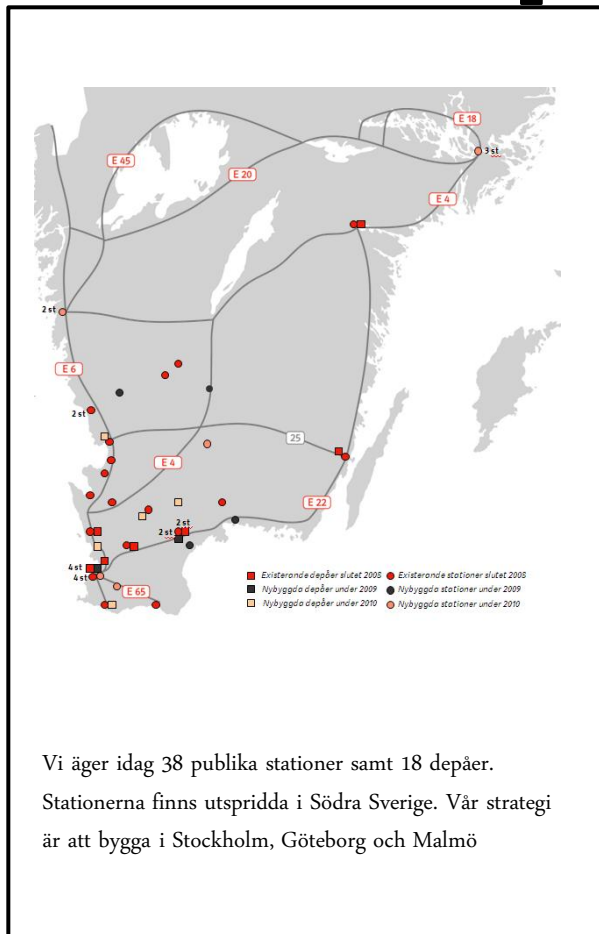 E 18
3 st
E 45
E 20
E 4
2 st
E 6
2 st
25
E 4
E 22
2 st
2 st
4 st
4 st
E 65
Existerande depåer slutet 2008
Existerande stationer slutet 2008
Nybyggda depåer under 2009
Nybyggda stationer under 2009
Nybyggda depåer under 2010
Nybyggda stationer under 2010
Vi äger idag 38 publika stationer samt 18 depåer.
Stationerna finns utspridda i Södra Sverige. Vår strategi
är att bygga i Stockholm, Göteborg och Malmö